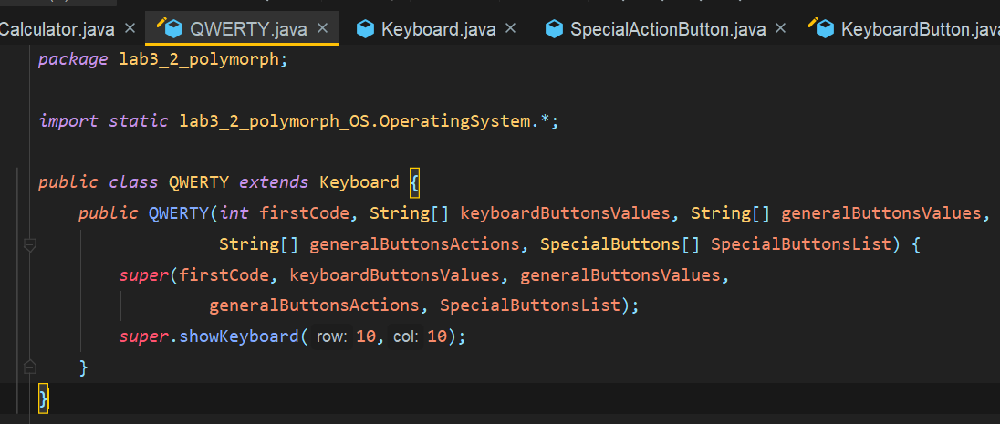 Calculator.java × QWERTY.java × Keyboard.java × SpecialActionButton.java × KeyboardButton.java
package lab3_2_polymorph;
import static lab3_2_polymorph_OS.OperatingSystem.*;
public class QWERTY extends Keyboard {
public QWERTY(int firstCode, String[] keyboardButtonsValues, String[] generalButtonsValues,
String[] generalButtonsActions, SpecialButtons[] SpecialButtonsList) {
super(firstCode, keyboardButtonsValues, generalButtonsValues,
generalButtonsActions, SpecialButtonsList);
super.showKeyboard( row: 10, col: 10);
}
}